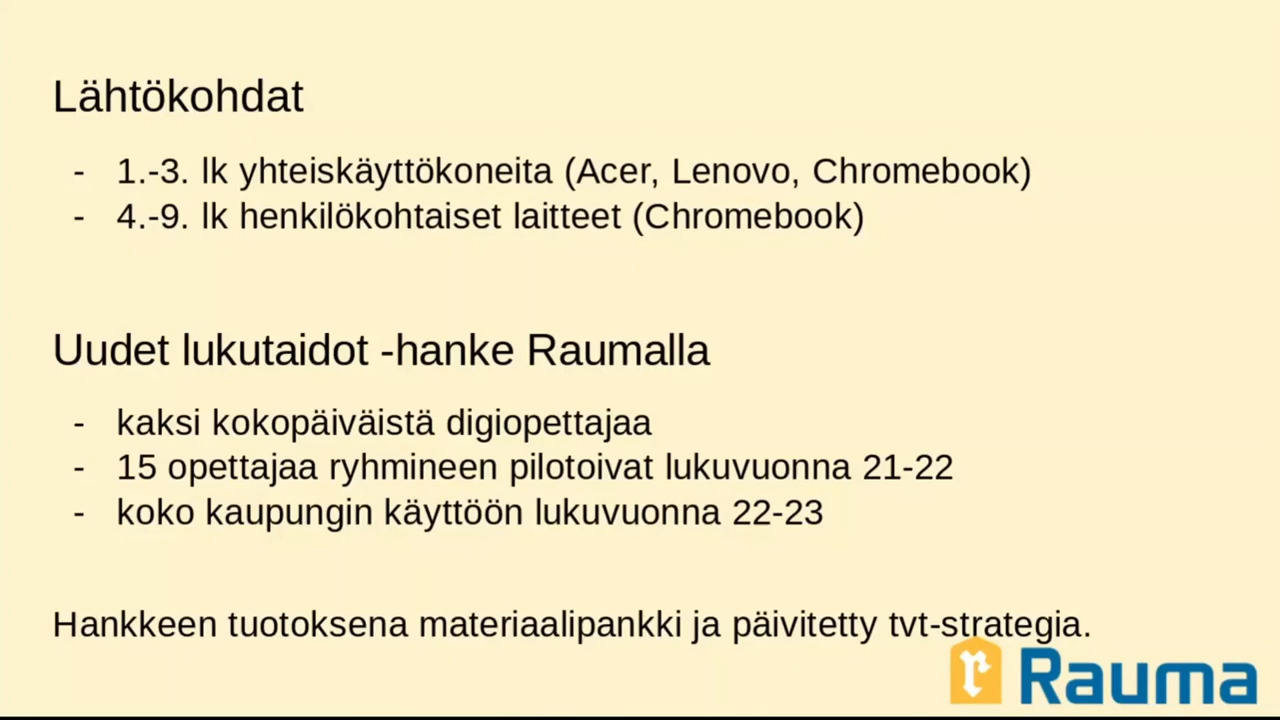 Lähtökohdat
- 1.-3. lk yhteiskäyttökoneita (Acer, Lenovo, Chromebook)
- 4.-9. lk henkilökohtaiset laitteet (Chromebook)
Uudet lukutaidot -hanke Raumalla
- kaksi kokopäiväistä digiopettajaa
- 15 opettajaa ryhmineen pilotoivat lukuvuonna 21-22
- koko kaupungin käyttöön lukuvuonna 22-23
Hankkeen tuotoksena materiaalipankki ja päivitetty tvt-strategia.
r Rauma